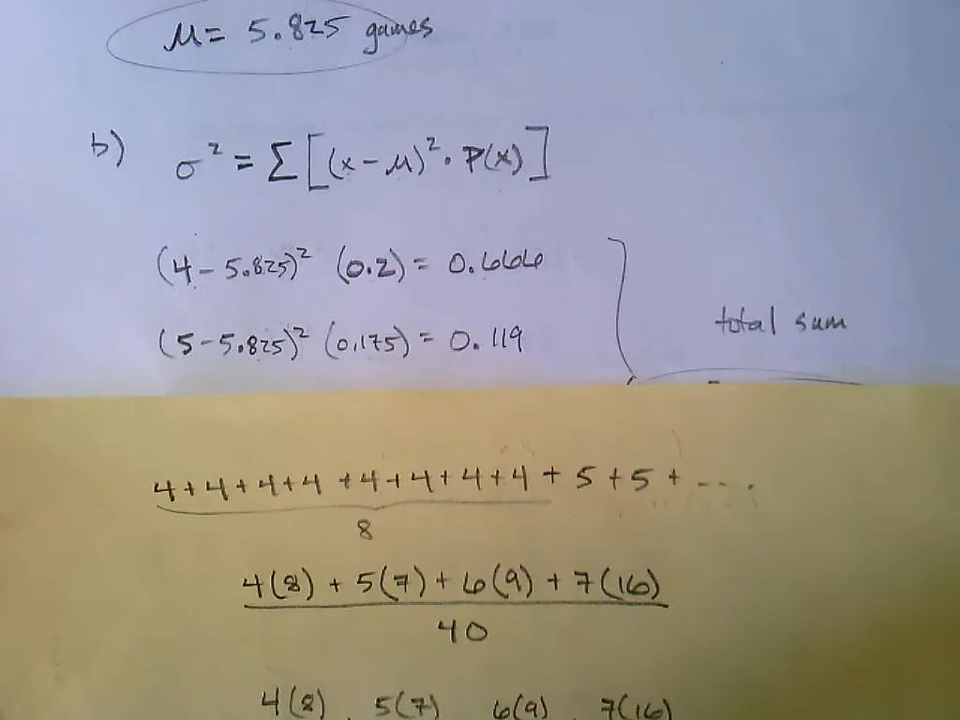 μ = 5.825 games
b) σ² = Σ [(x - μ)² · P(x)]
(4 - 5.825)² (0.2) = 0.666
(5 - 5.825)² (0.175) = 0.119
total sum
4+4+4+4+4+4+4+4+5+5+....
8
4(8) + 5(7) + 6(9) + 7(16)
40
4(8) 5(7) 6(9) 7(16)